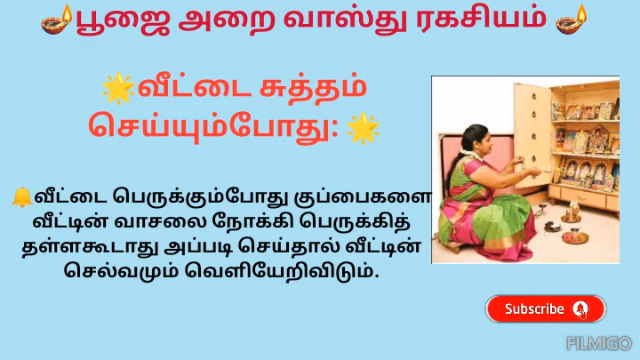 பூஜை அறை வாஸ்து ரகசியம்
வீட்டை சுத்தம்
செய்யும்போது:
வீட்டை பெருக்கும்போது குப்பைகளை
வீட்டின் வாசலை நோக்கி பெருக்கித்
தள்ளகூடாது அப்படி செய்தால் வீட்டின்
செல்வமும் வெளியேறிவிடும்.
Subscribe
FILMIGO